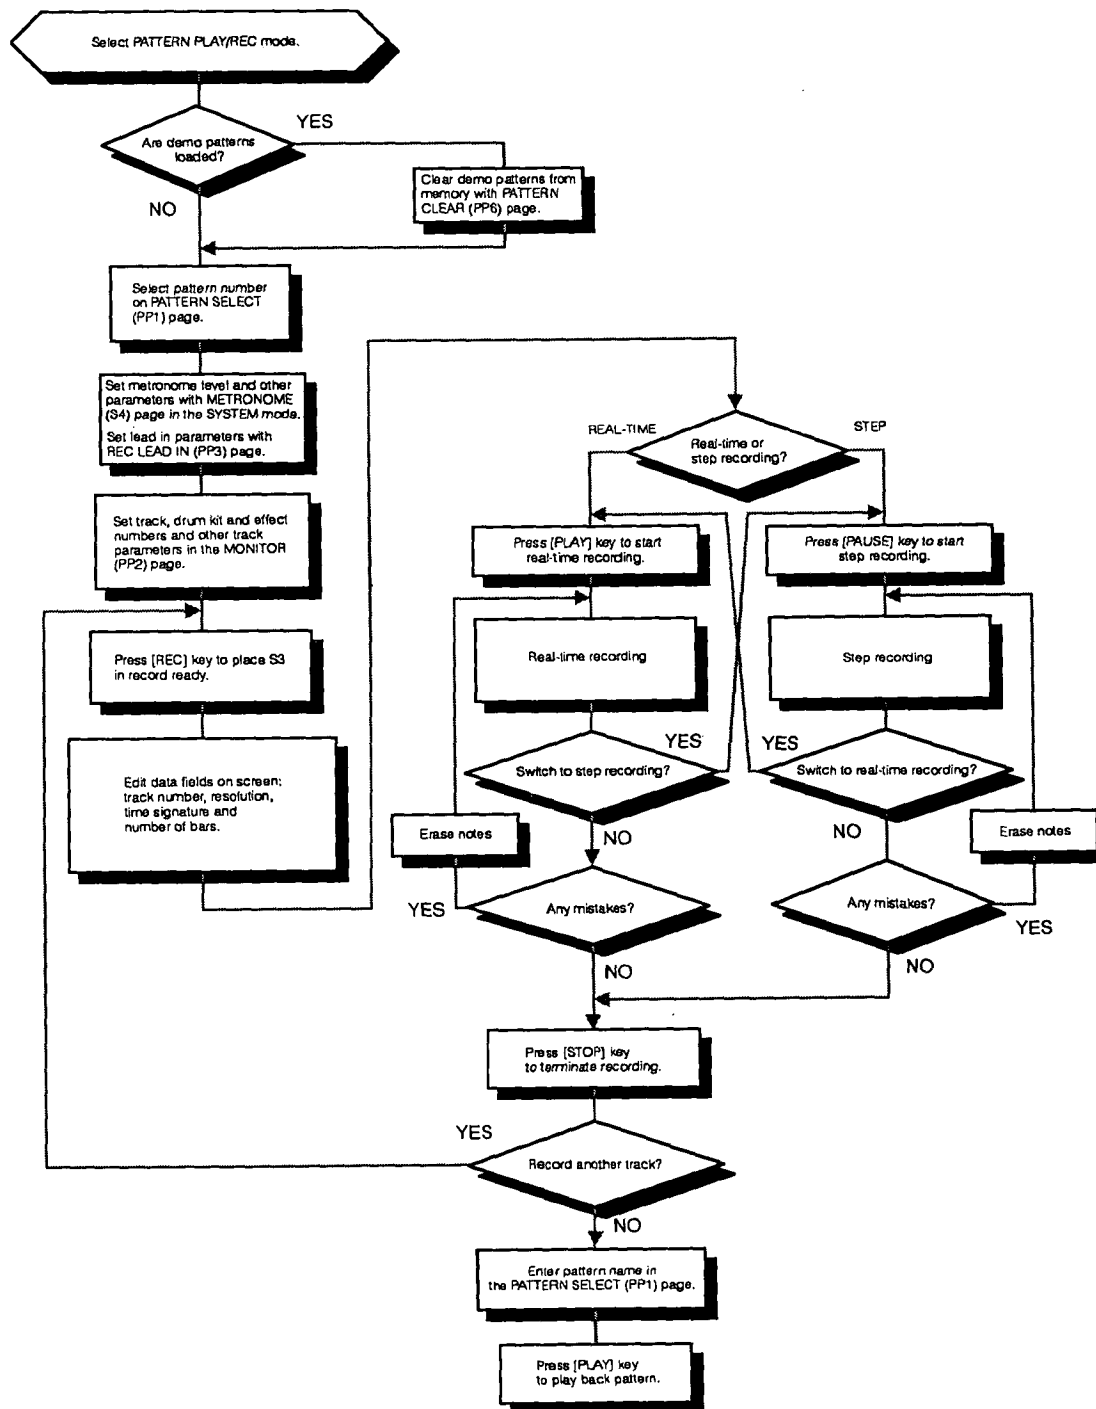 Select PATTERN PLAY/REC mode.
YES
Are demo patterns
loaded?
Clear demo patterns from
memory with PATTERN
CLEAR (PP6) page.
NO
Select pattern number
on PATTERN SELECT
(PP1) page.
Set metronome level and other
parameters with METRONOME
(S4) page in the SYSTEM mode.
Set lead in parameters with
REC LEAD IN (PP3) page.
Set track, drum kit and effect
numbers and other track
parameters in the MONITOR
(PP2) page.
Press [REC] key to place S3
in record ready.
Edit data fields on screen;
track number, resolution,
time signature and
number of bars.
REAL-TIME
STEP
Real-time or
step recording?
Press [PLAY] key to start
real-time recording.
Press [PAUSE] key to start
step recording.
Real-time recording
Step recording
YES
YES
Switch to step recording?
Switch to real-time recording?
NO
NO
Erase notes
Erase notes
YES
Any mistakes?
Any mistakes?
YES
NO
NO
Press [STOP] key
to terminate recording.
YES
Record another track?
NO
Enter pattern name in
the PATTERN SELECT (PP1) page.
Press [PLAY] key
to play back pattern.